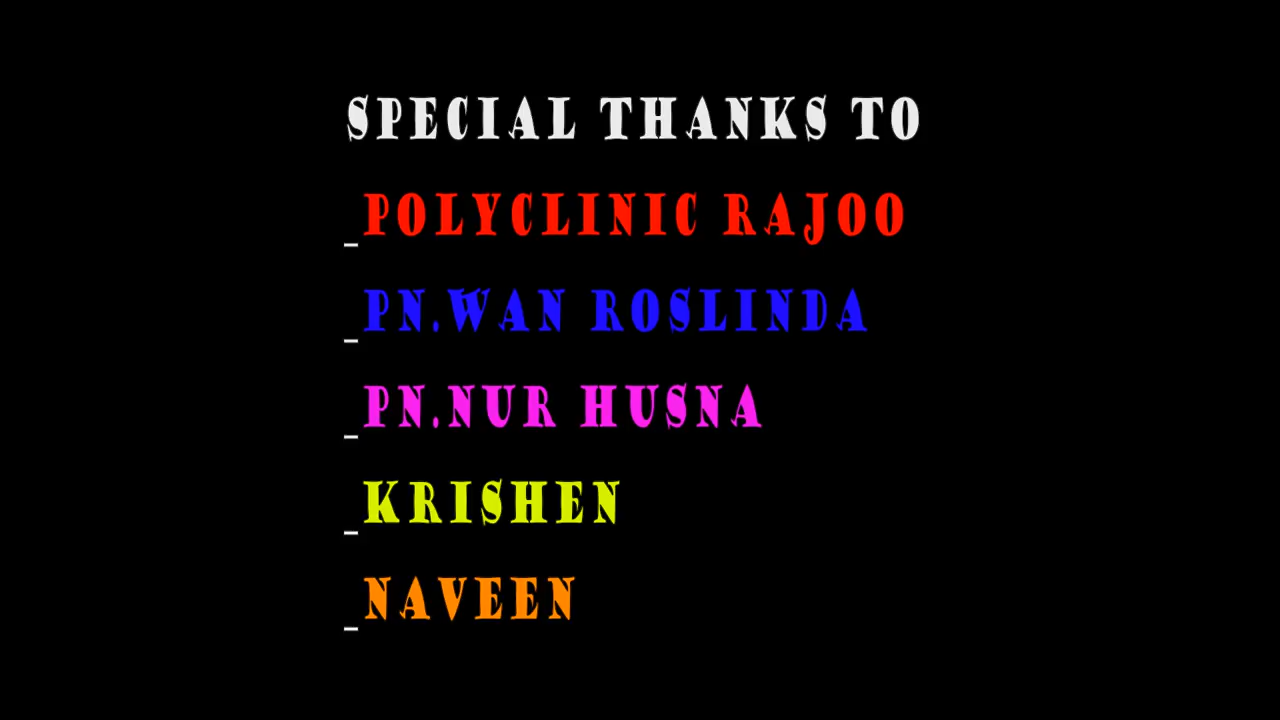 SPECIAL THANKS TO
_POLYCLINIC RAJOO
_PN.WAN ROSLINDA
_PN.NUR HUSNA
_KRISHEN
_NAVEEN